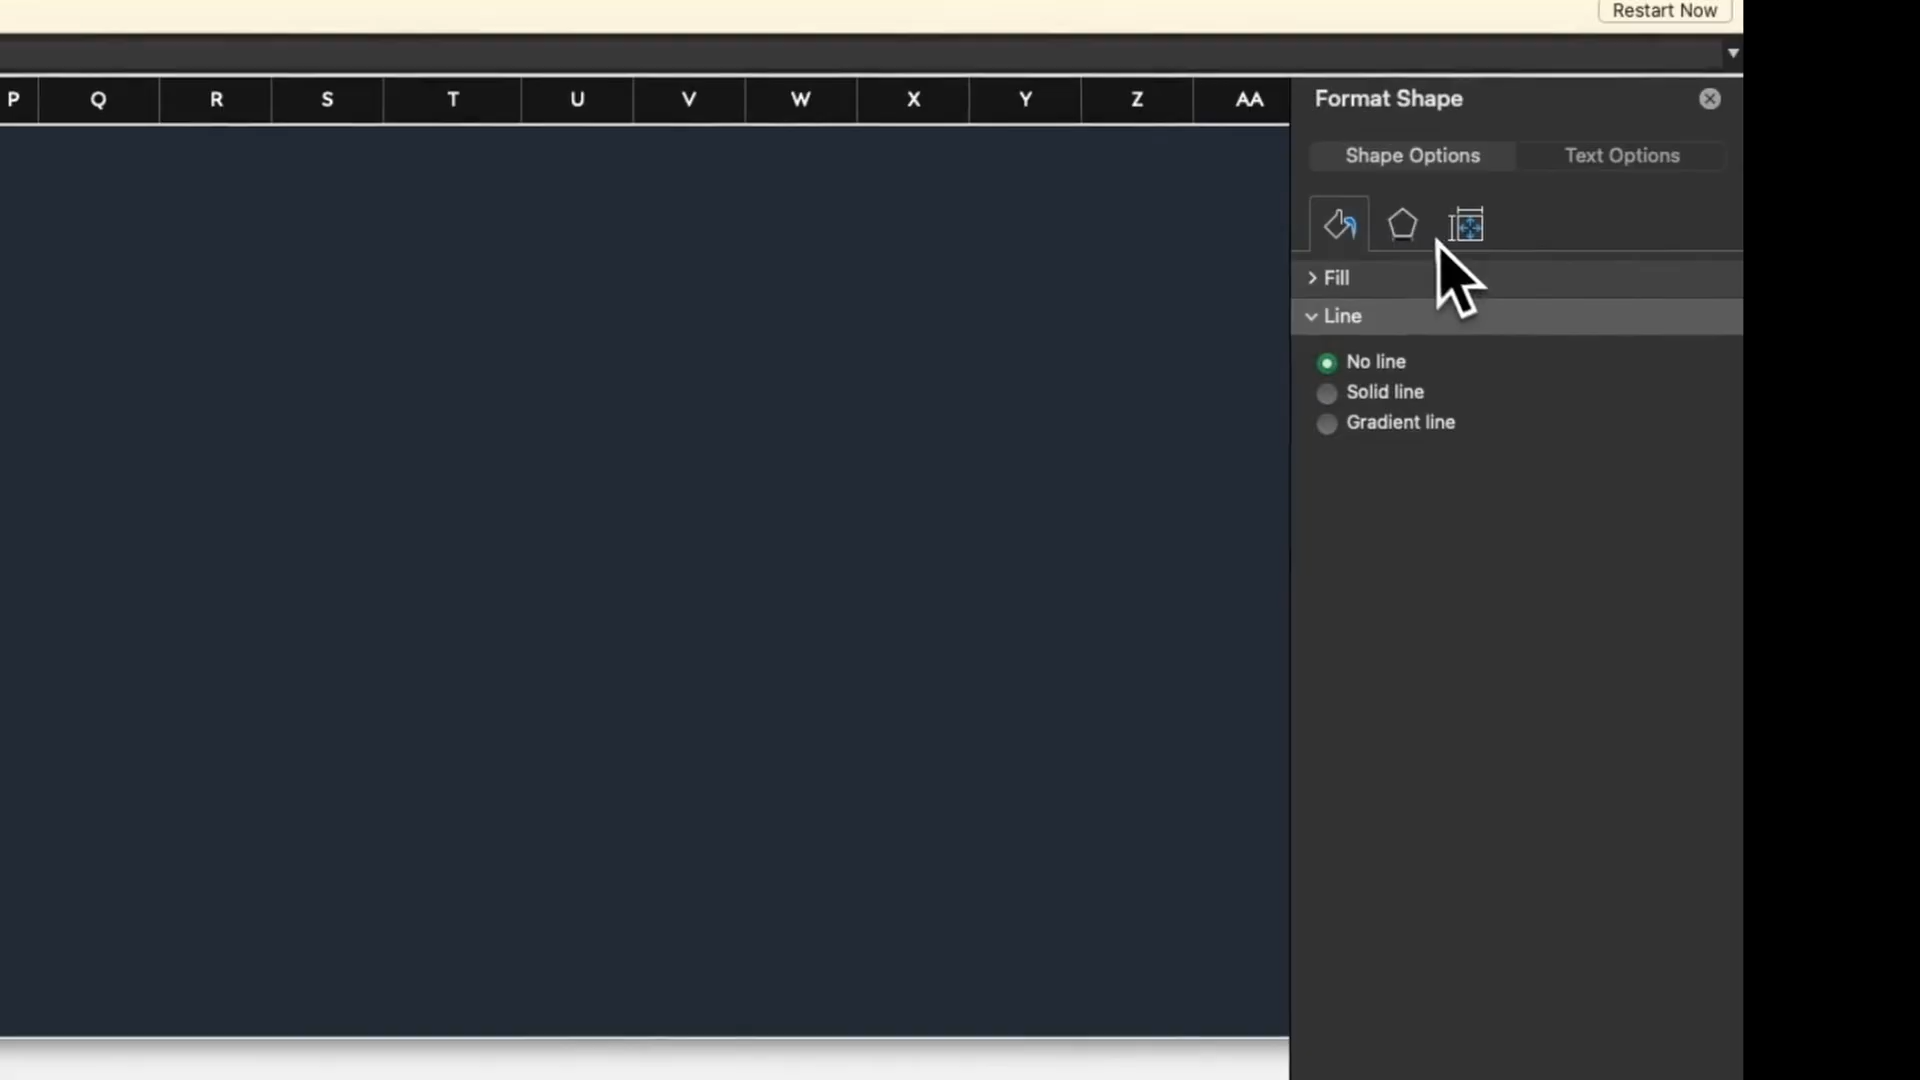 Restart Now
P Q R S T U V W X Y Z AA
Format Shape
Shape Options Text Options
Fill
Line
No line
Solid line
Gradient line